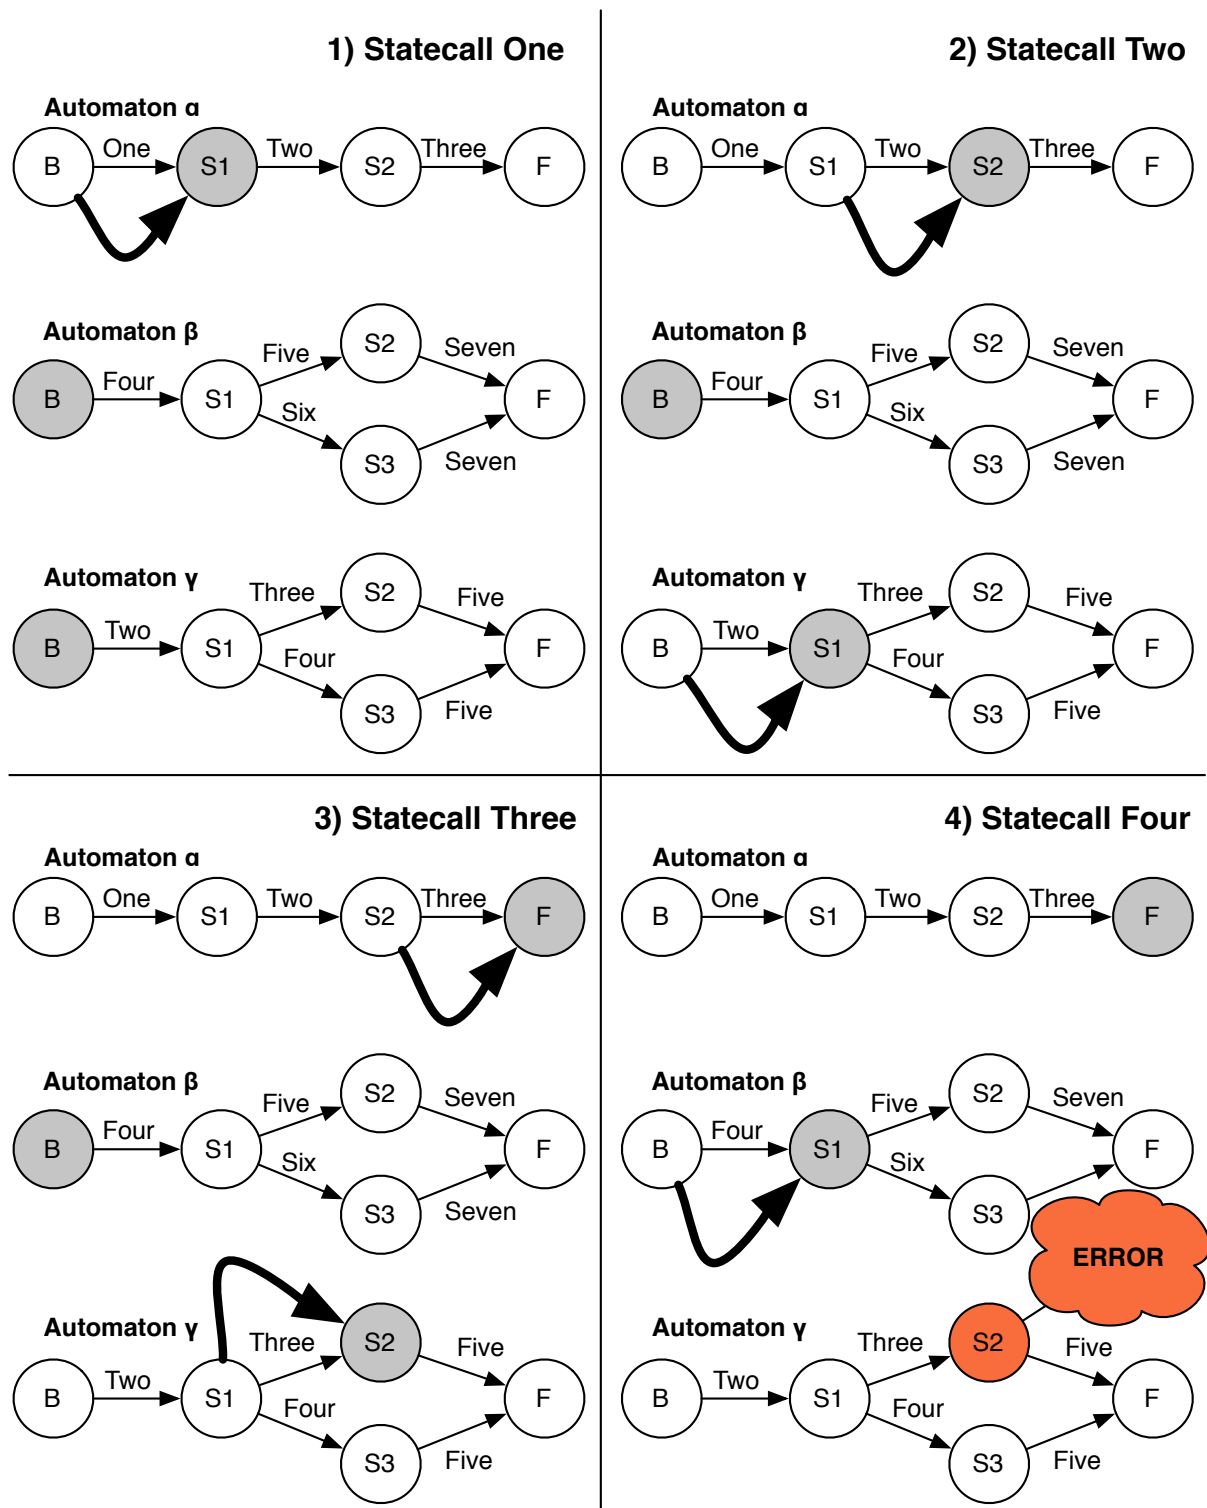 1) Statecall One
Automaton α
B One S1 Two S2 Three F
Automaton β
S2
Five Seven
B Four S1 F
Six
S3 Seven
Automaton γ
S2
Three Five
B Two S1 F
Four
S3 Five
2) Statecall Two
Automaton α
B One S1 Two S2 Three F
Automaton β
S2
Five Seven
B Four S1 F
Six
S3 Seven
Automaton γ
S2
Three Five
B Two S1 F
Four
S3 Five
3) Statecall Three
Automaton α
B One S1 Two S2 Three F
Automaton β
S2
Five Seven
B Four S1 F
Six
S3 Seven
Automaton γ
S2
Three Five
B Two S1 F
Four
S3 Five
4) Statecall Four
Automaton α
B One S1 Two S2 Three F
Automaton β
S2
Five Seven
B Four S1 F
Six
S3
ERROR
Automaton γ
S2
Three Five
B Two S1 F
Four
S3 Five